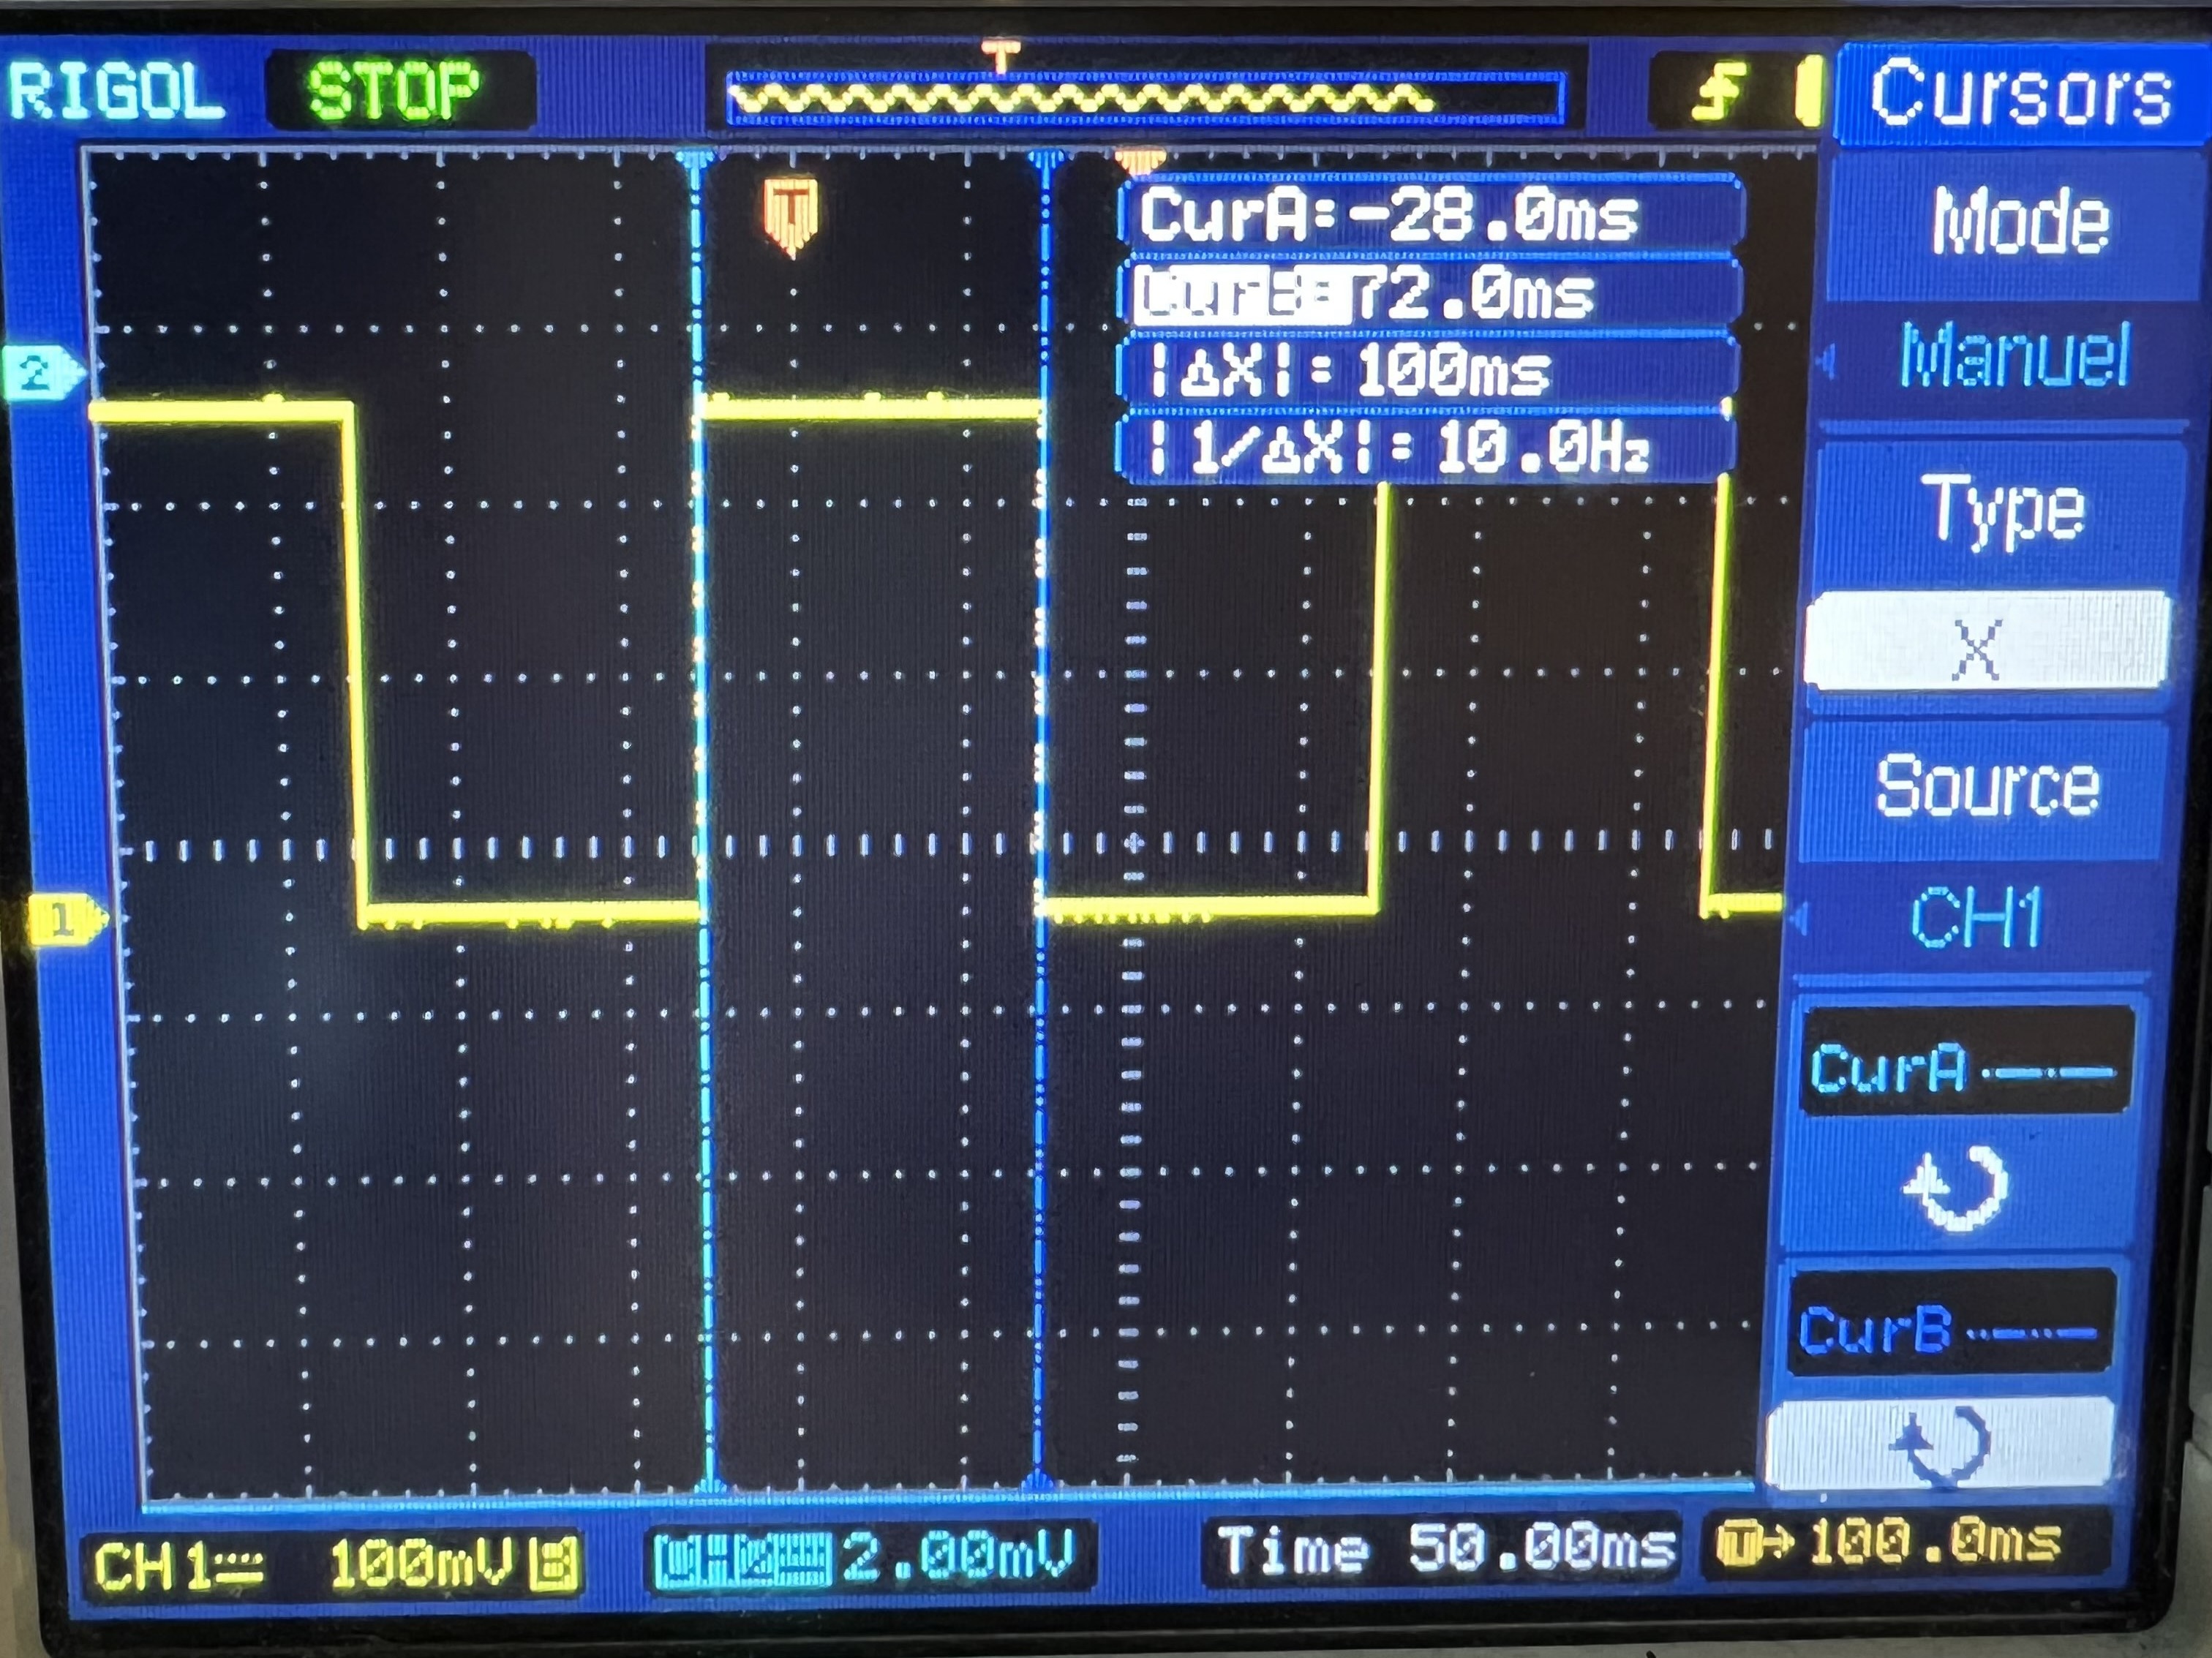 RIGOL STOP
T
Cursors
Mode
Manuel
Type
X
Source
CH1
CurA
CurB
T
CurA:-28.0ms
CurB=72.0ms
|ΔX|: 100ms
|1/ΔX|: 10.0Hz
2
1
CH1 100mV B 2.00mV Time 50.00ms T→100.0ms